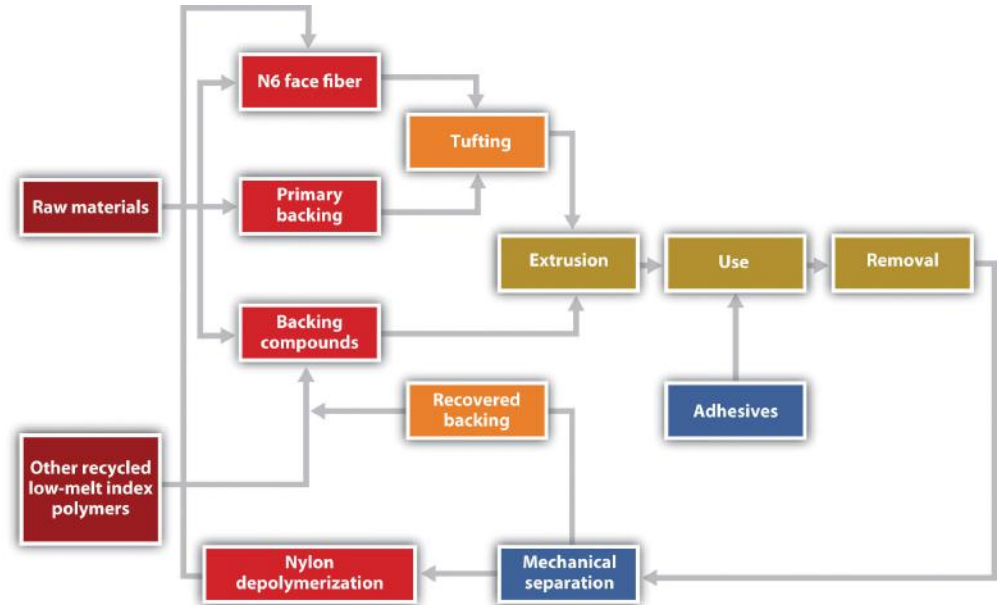 N6 face fiber
Tufting
Raw materials
Primary
backing
Extrusion
Use
Removal
Backing
compounds
Recovered
backing
Adhesives
Other recycled
low-melt index
polymers
Nylon
depolymerization
Mechanical
separation